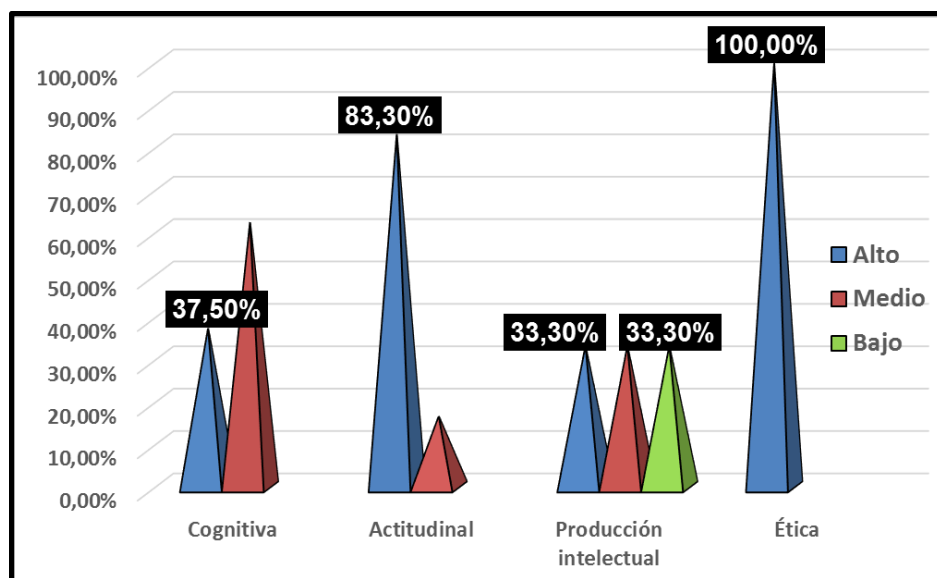 100,00%
83,30%
37,50%
33,30%
33,30%
100,00%
90,00%
80,00%
70,00%
60,00%
50,00%
40,00%
30,00%
20,00%
10,00%
0,00%
Alto
Medio
Bajo
Cognitiva
Actitudinal
Producción
intelectual
Ética